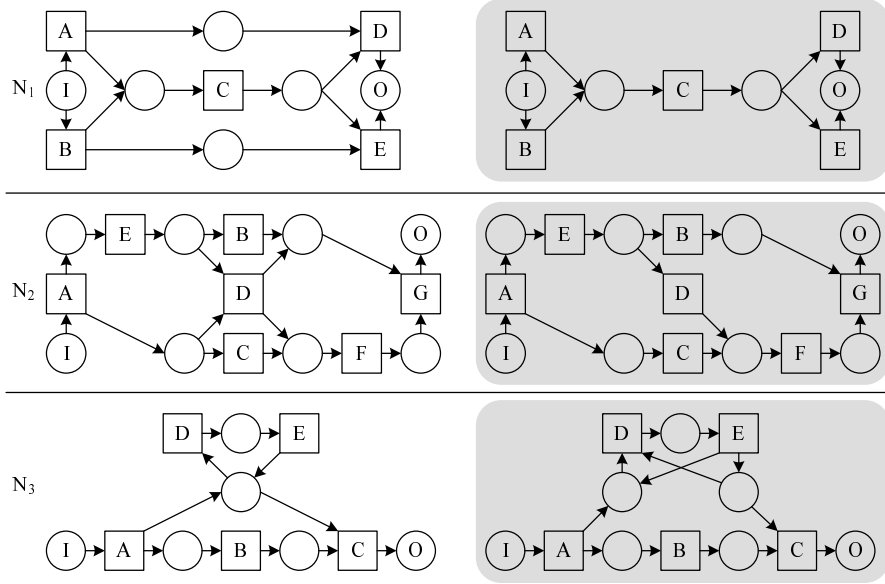 A D A D
N1 I C O I C O
B E B E
E B O E B O
N2 A D G A D G
I C F I C F
D E D E
N3
I A B C O I A B C O